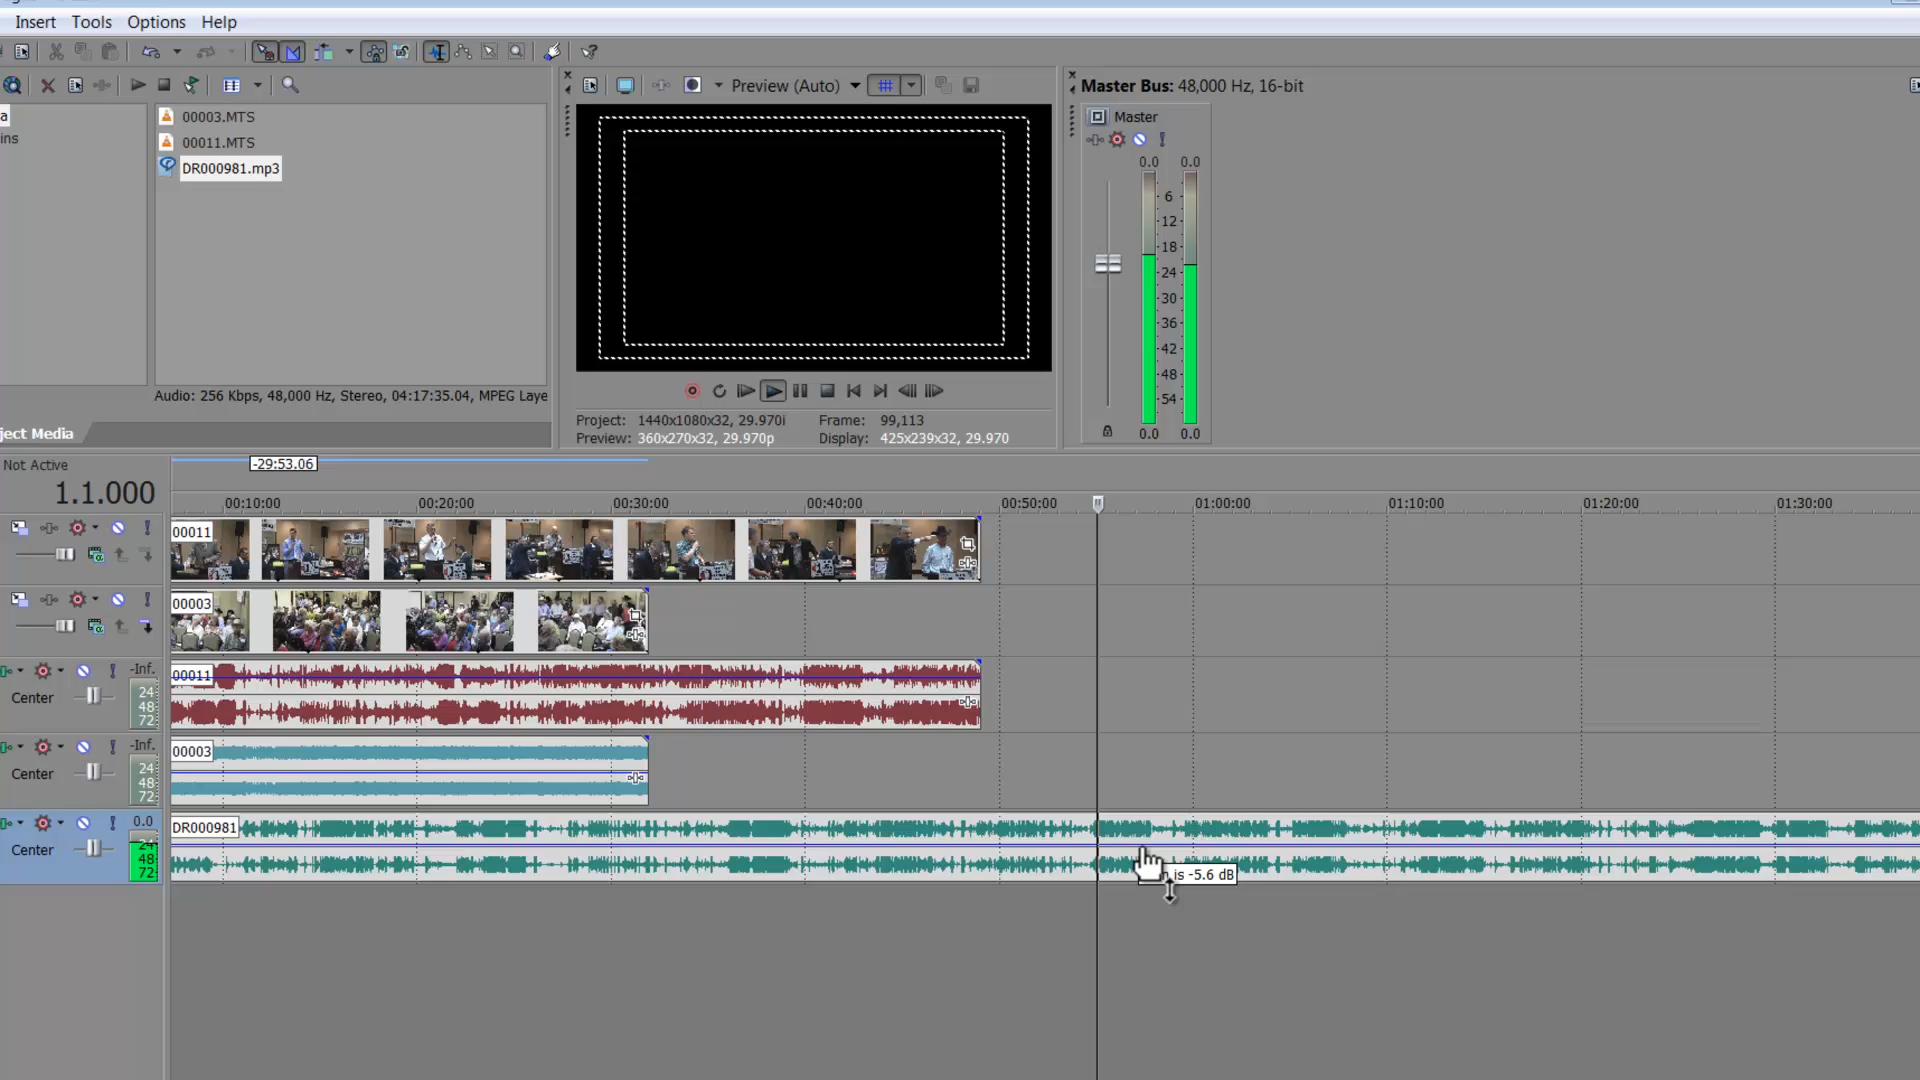 Insert Tools Options Help
Preview (Auto)
Master Bus: 48,000 Hz, 16-bit
a
ins
00003.MTS
00011.MTS
DR000981.mp3
Master
0.0 0.0
6
12
18
24
30
36
42
48
54
0.0 0.0
Audio: 256 Kbps, 48,000 Hz, Stereo, 04:17:35.04, MPEG Laye
ject Media
Project: 1440x1080x32, 29.970i Frame: 99,113
Preview: 360x270x32, 29.970p Display: 425x239x32, 29.970
Not Active
-29:53.06
1.1.000
00:10:00 00:20:00 00:30:00 00:40:00 00:50:00 01:00:00 01:10:00 01:20:00 01:30:00
00011
00003
-Inf.
00011
Center
24
48
72
-Inf.
00003
Center
24
48
72
0.0
DR000981
Center
24
48
72
is -5.6 dB